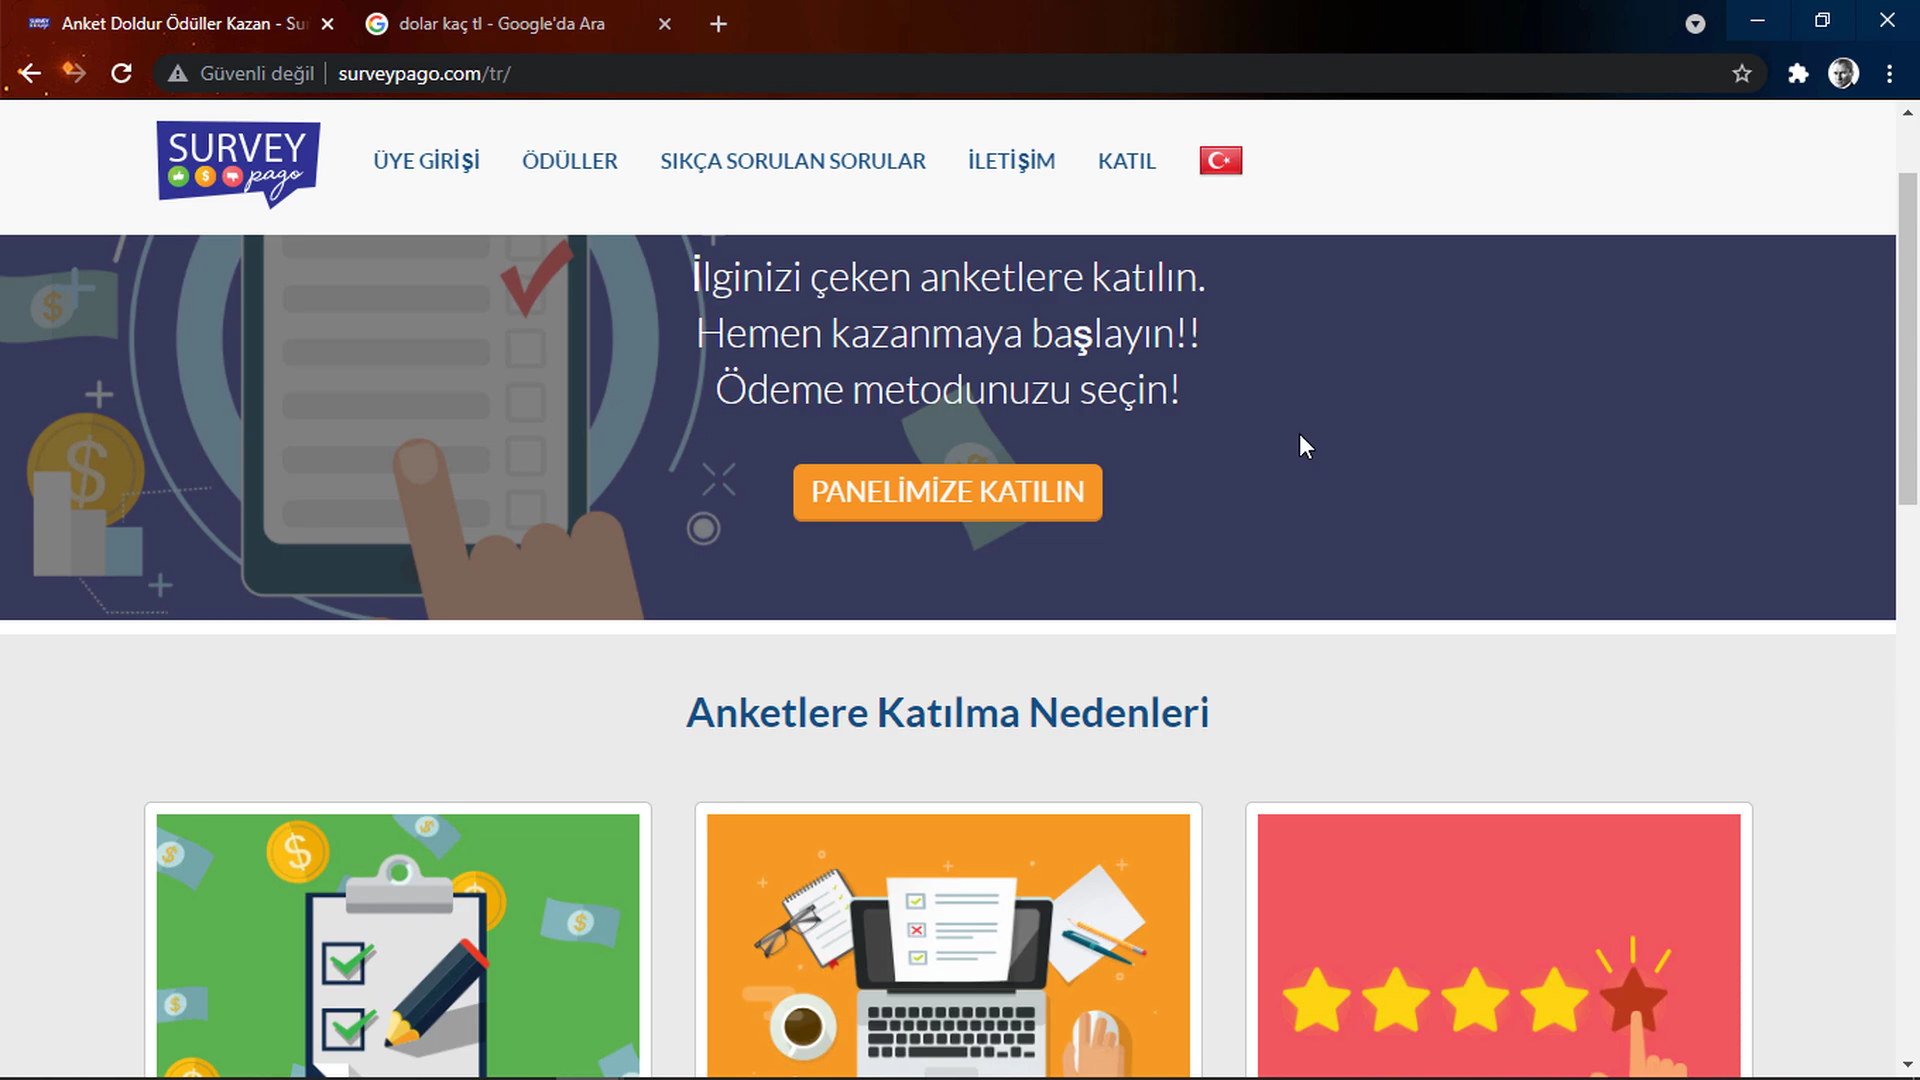 Anket Doldur Ödüller Kazan - Su
dolar kaç tl - Google'da Ara
Güvenli değil
surveypago.com/tr/
SURVEY
pago
ÜYE GİRİŞİ
ÖDÜLLER
SIKÇA SORULAN SORULAR
İLETİŞİM
KATIL
İlginizi çeken anketlere katılın.
Hemen kazanmaya başlayın!!
Ödeme metodunuzu seçin!
PANELİMİZE KATILIN
Anketlere Katılma Nedenleri